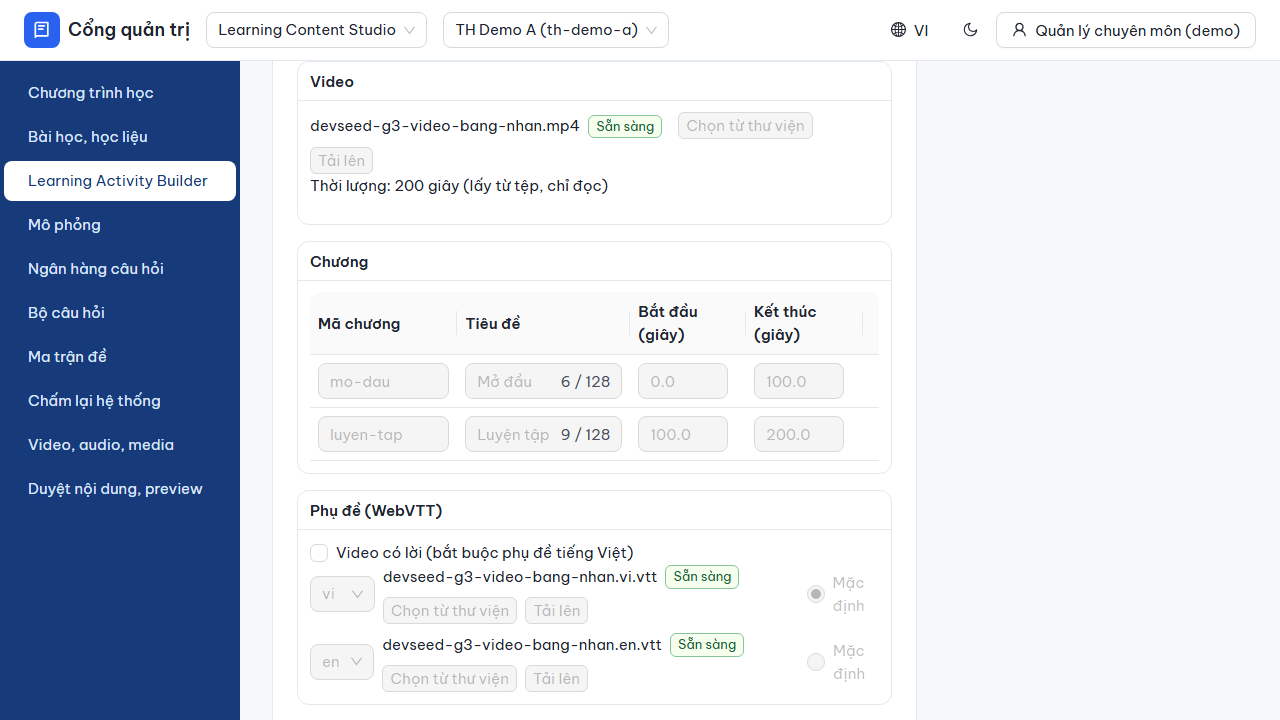 Cổng quản trị
Learning Content Studio
TH Demo A (th-demo-a)
VI
Quản lý chuyên môn (demo)
Chương trình học
Bài học, học liệu
Learning Activity Builder
Mô phỏng
Ngân hàng câu hỏi
Bộ câu hỏi
Ma trận đề
Chấm lại hệ thống
Video, audio, media
Duyệt nội dung, preview
Video
devseed-g3-video-bang-nhan.mp4 Sẵn sàng Chọn từ thư viện
Tải lên
Thời lượng: 200 giây (lấy từ tệp, chỉ đọc)
Chương
Mã chương Tiêu đề Bắt đầu (giây) Kết thúc (giây)
mo-dau Mở đầu 6 / 128 0.0 100.0
luyen-tap Luyện tập 9 / 128 100.0 200.0
Phụ đề (WebVTT)
Video có lời (bắt buộc phụ đề tiếng Việt)
vi devseed-g3-video-bang-nhan.vi.vtt Sẵn sàng
Chọn từ thư viện Tải lên
Mặc định
en devseed-g3-video-bang-nhan.en.vtt Sẵn sàng
Chọn từ thư viện Tải lên
Mặc định